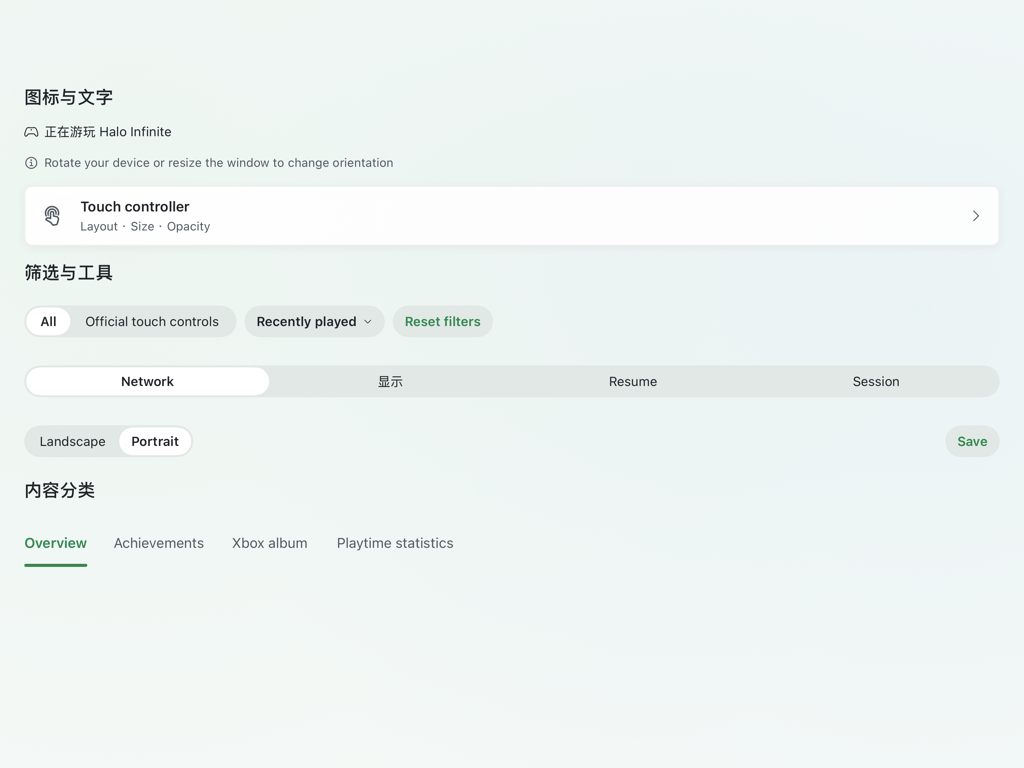 图标与文字
正在游玩 Halo Infinite
Rotate your device or resize the window to change orientation
Touch controller
Layout · Size · Opacity
筛选与工具
All Official touch controls Recently played Reset filters
Network 显示 Resume Session
Landscape Portrait Save
内容分类
Overview Achievements Xbox album Playtime statistics